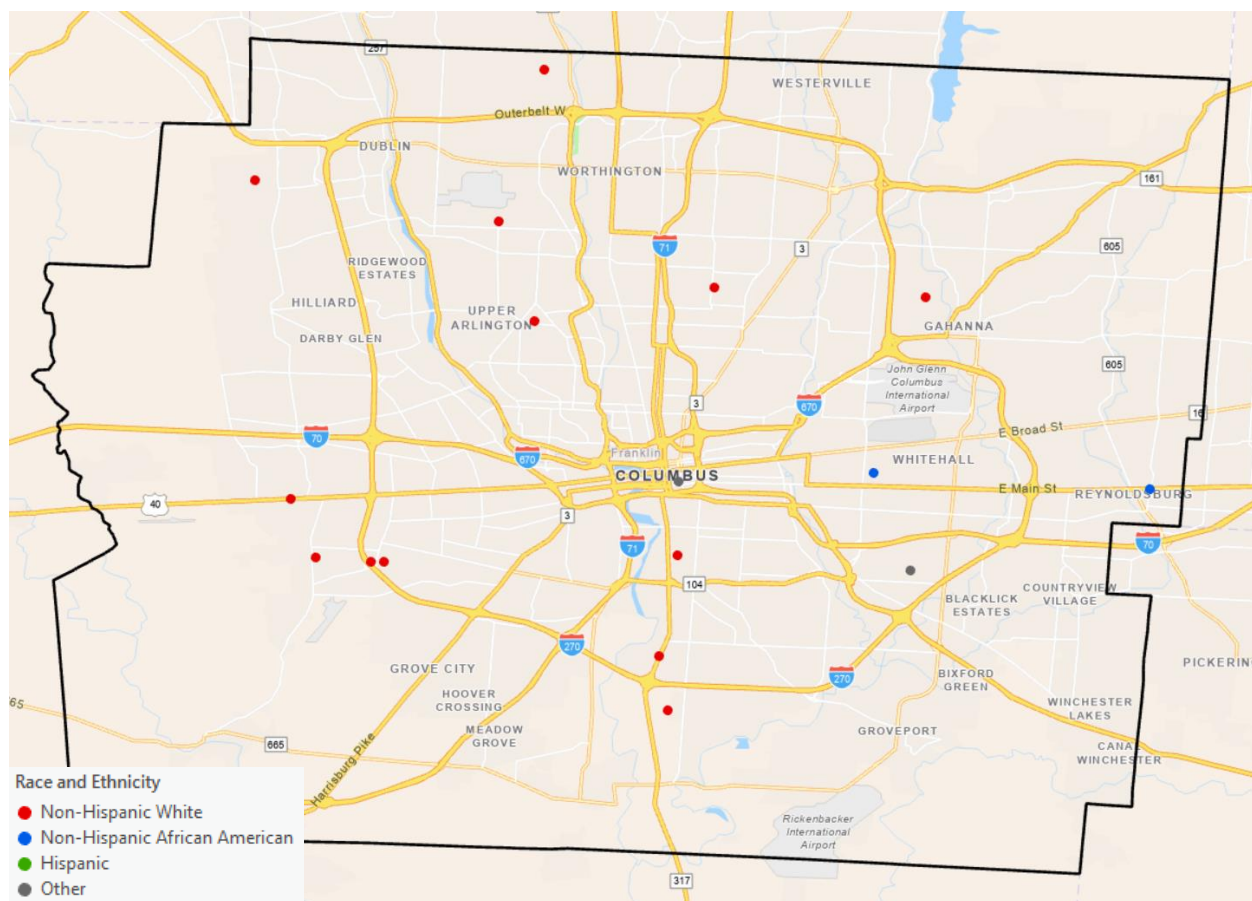 257
WESTERVILLE
Outerbelt W
DUBLIN
WORTHINGTON
161
71
3
605
RIDGEWOOD
ESTATES
HILLIARD
UPPER
ARLINGTON
GAHANNA
DARBY GLEN
605
John Glenn
Columbus
International
Airport
3
670
16
70
E Broad St
Franklin
670
WHITEHALL
COLUMBUS
E Main St
REYNOLDSBURG
40
3
71
70
104
COUNTRYVIEW
VILLAGE
BLACKLICK
ESTATES
270
GROVE CITY
PICKERIN
270
BIXFORD
GREEN
HOOVER
CROSSING
65
WINCHESTER
LAKES
MEADOW
GROVE
GROVEPORT
665
CANAL
WINCHESTER
Harrisburg Pike
Rickenbacker
International
Airport
317
Race and Ethnicity
Non-Hispanic White
Non-Hispanic African American
Hispanic
Other